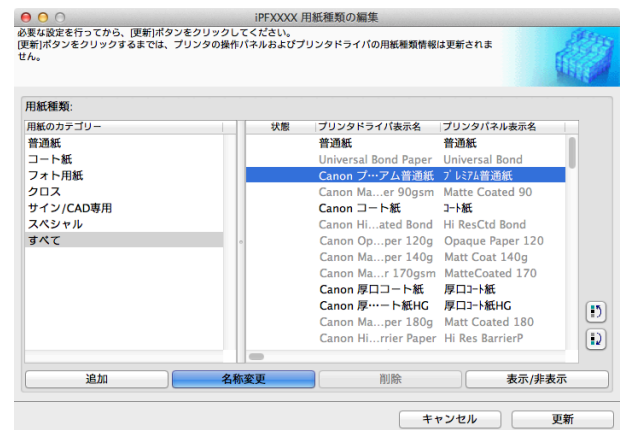 iPFXXXX 用紙種類の編集
必要な設定を行ってから、[更新]ボタンをクリックしてください。
[更新]ボタンをクリックするまでは、プリンタの操作パネルおよびプリンタドライバの用紙種類情報は更新されま
せん。
用紙種類:
用紙のカテゴリー 状態 プリンタドライバ表示名 プリンタパネル表示名
普通紙 普通紙 普通紙
コート紙 Universal Bond Paper Universal Bond
フォト用紙 Canon プ…アム普通紙 プレミアム普通紙
クロス Canon Ma…er 90gsm Matte Coated 90
サイン/CAD専用 Canon コート紙 コート紙
スペシャル Canon Hi…ated Bond Hi ResCtd Bond
すべて Canon Op…per 120g Opaque Paper 120
Canon Ma…per 140g Matt Coat 140g
Canon Ma…r 170gsm MatteCoated 170
Canon 厚口コート紙 厚口コート紙
Canon 厚…ート紙HG 厚口コート紙HG
Canon Ma…per 180g Matt Coated 180
Canon Hi…rrier Paper Hi Res BarrierP
追加 名称変更 削除 表示/非表示
キャンセル 更新